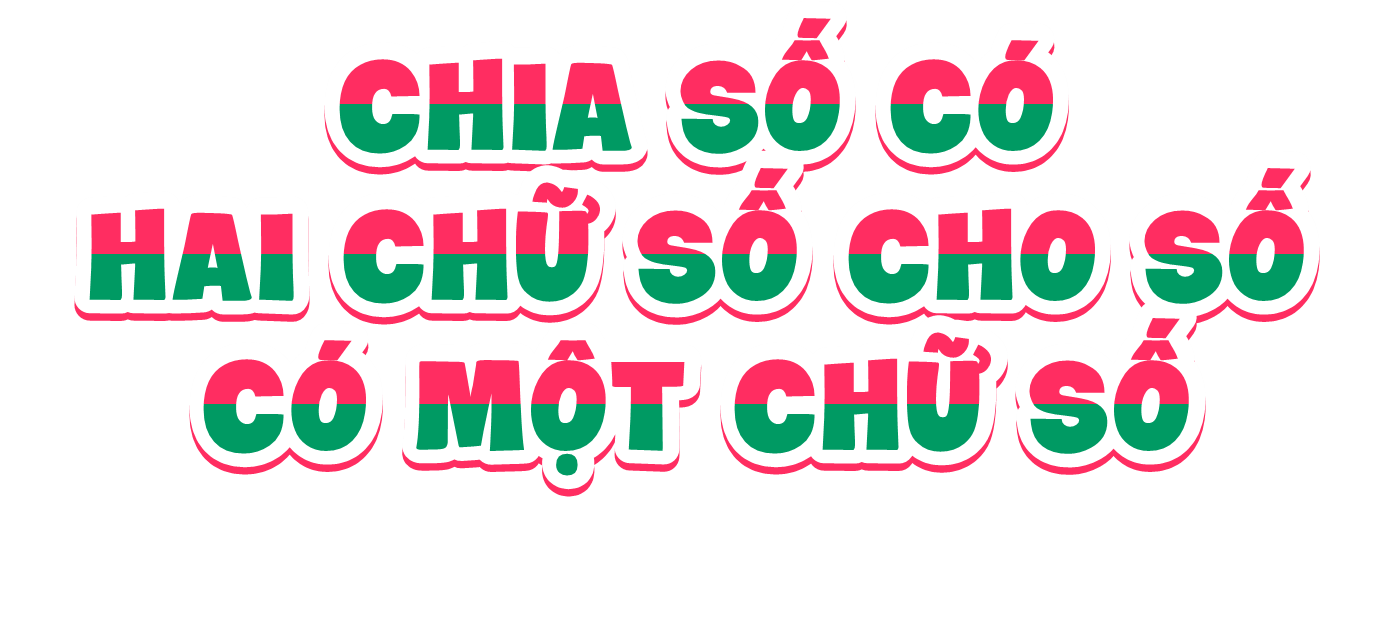 CHIA SỐ CÓ
HAI CHỮ SỐ CHO SỐ
CÓ MỘT CHỮ SỐ